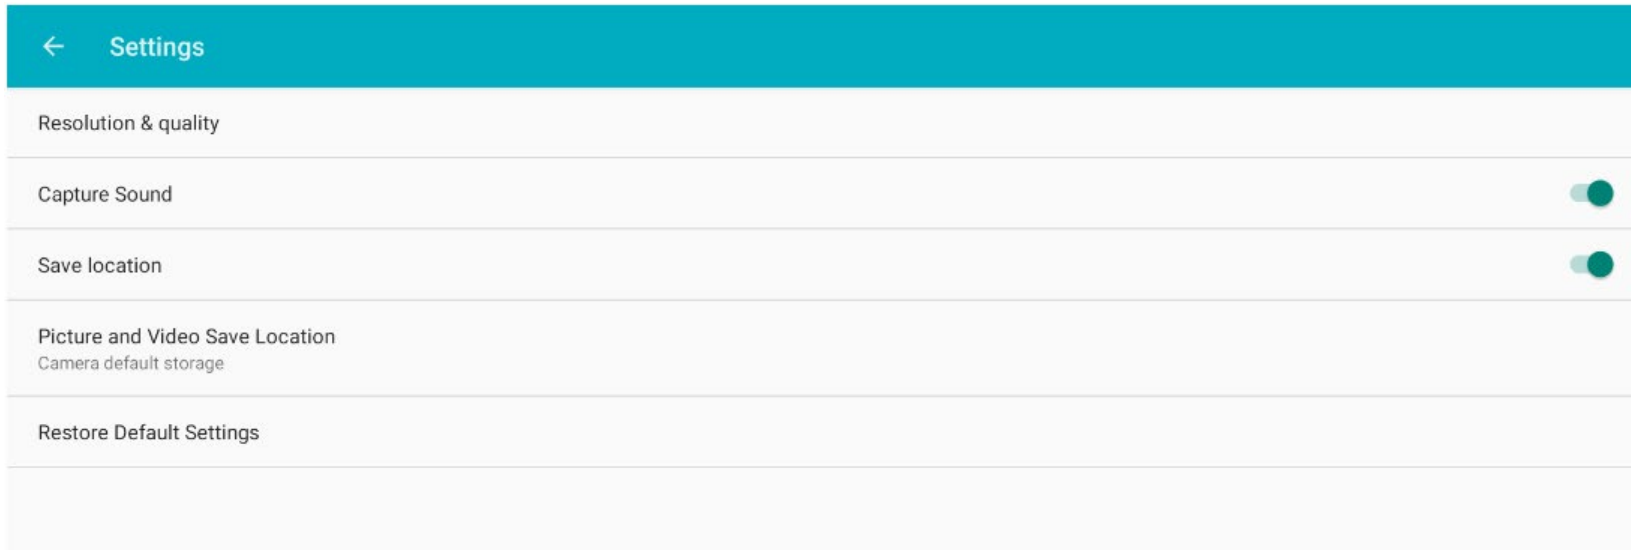 Settings
Resolution & quality
Capture Sound
Save location
Picture and Video Save Location
Camera default storage
Restore Default Settings